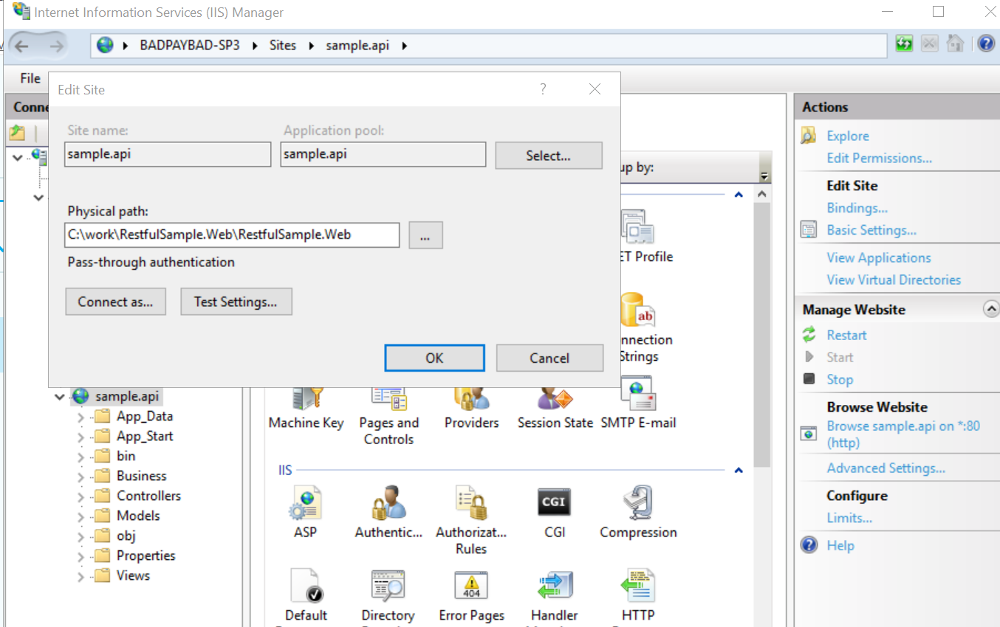 Internet Information Services (IIS) Manager
BADPAYBAD-SP3 Sites sample.api
File
Edit Site
Site name:
Application pool:
sample.api
sample.api
Select...
Physical path:
C:\work\RestfulSample.Web\RestfulSample.Web
...
Pass-through authentication
Connect as...
Test Settings...
OK
Cancel
Conne
sample.api
App_Data
App_Start
bin
Business
Controllers
Models
obj
Properties
Views
up by:
ET Profile
ab
nnection
Strings
Machine Key
Pages and
Controls
Providers
Session State
SMTP E-mail
IIS
ASP
Authentic...
Authorizat...
Rules
CGI
CGI
Compression
Default
Directory
404
Error Pages
Handler
HTTP
Actions
Explore
Edit Permissions...
Edit Site
Bindings...
Basic Settings...
View Applications
View Virtual Directories
Manage Website
Restart
Start
Stop
Browse Website
Browse sample.api on *:80
(http)
Advanced Settings...
Configure
Limits...
Help